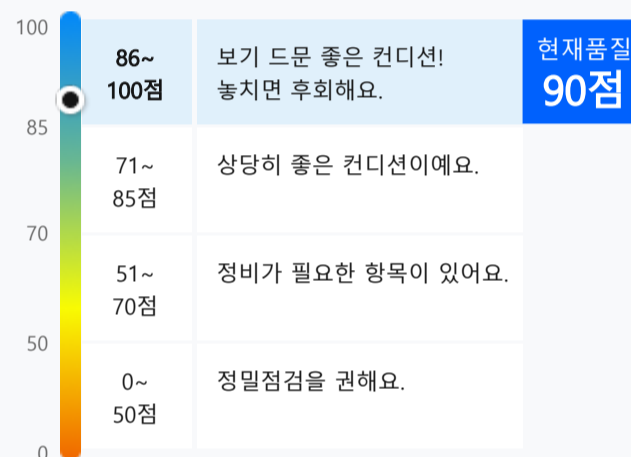 100
86~
100점
보기 드문 좋은 컨디션!
놓치면 후회해요.
현재품질
90점
85
71~
85점
상당히 좋은 컨디션이예요.
70
51~
70점
정비가 필요한 항목이 있어요.
50
0~
50점
정밀점검을 권해요.
0